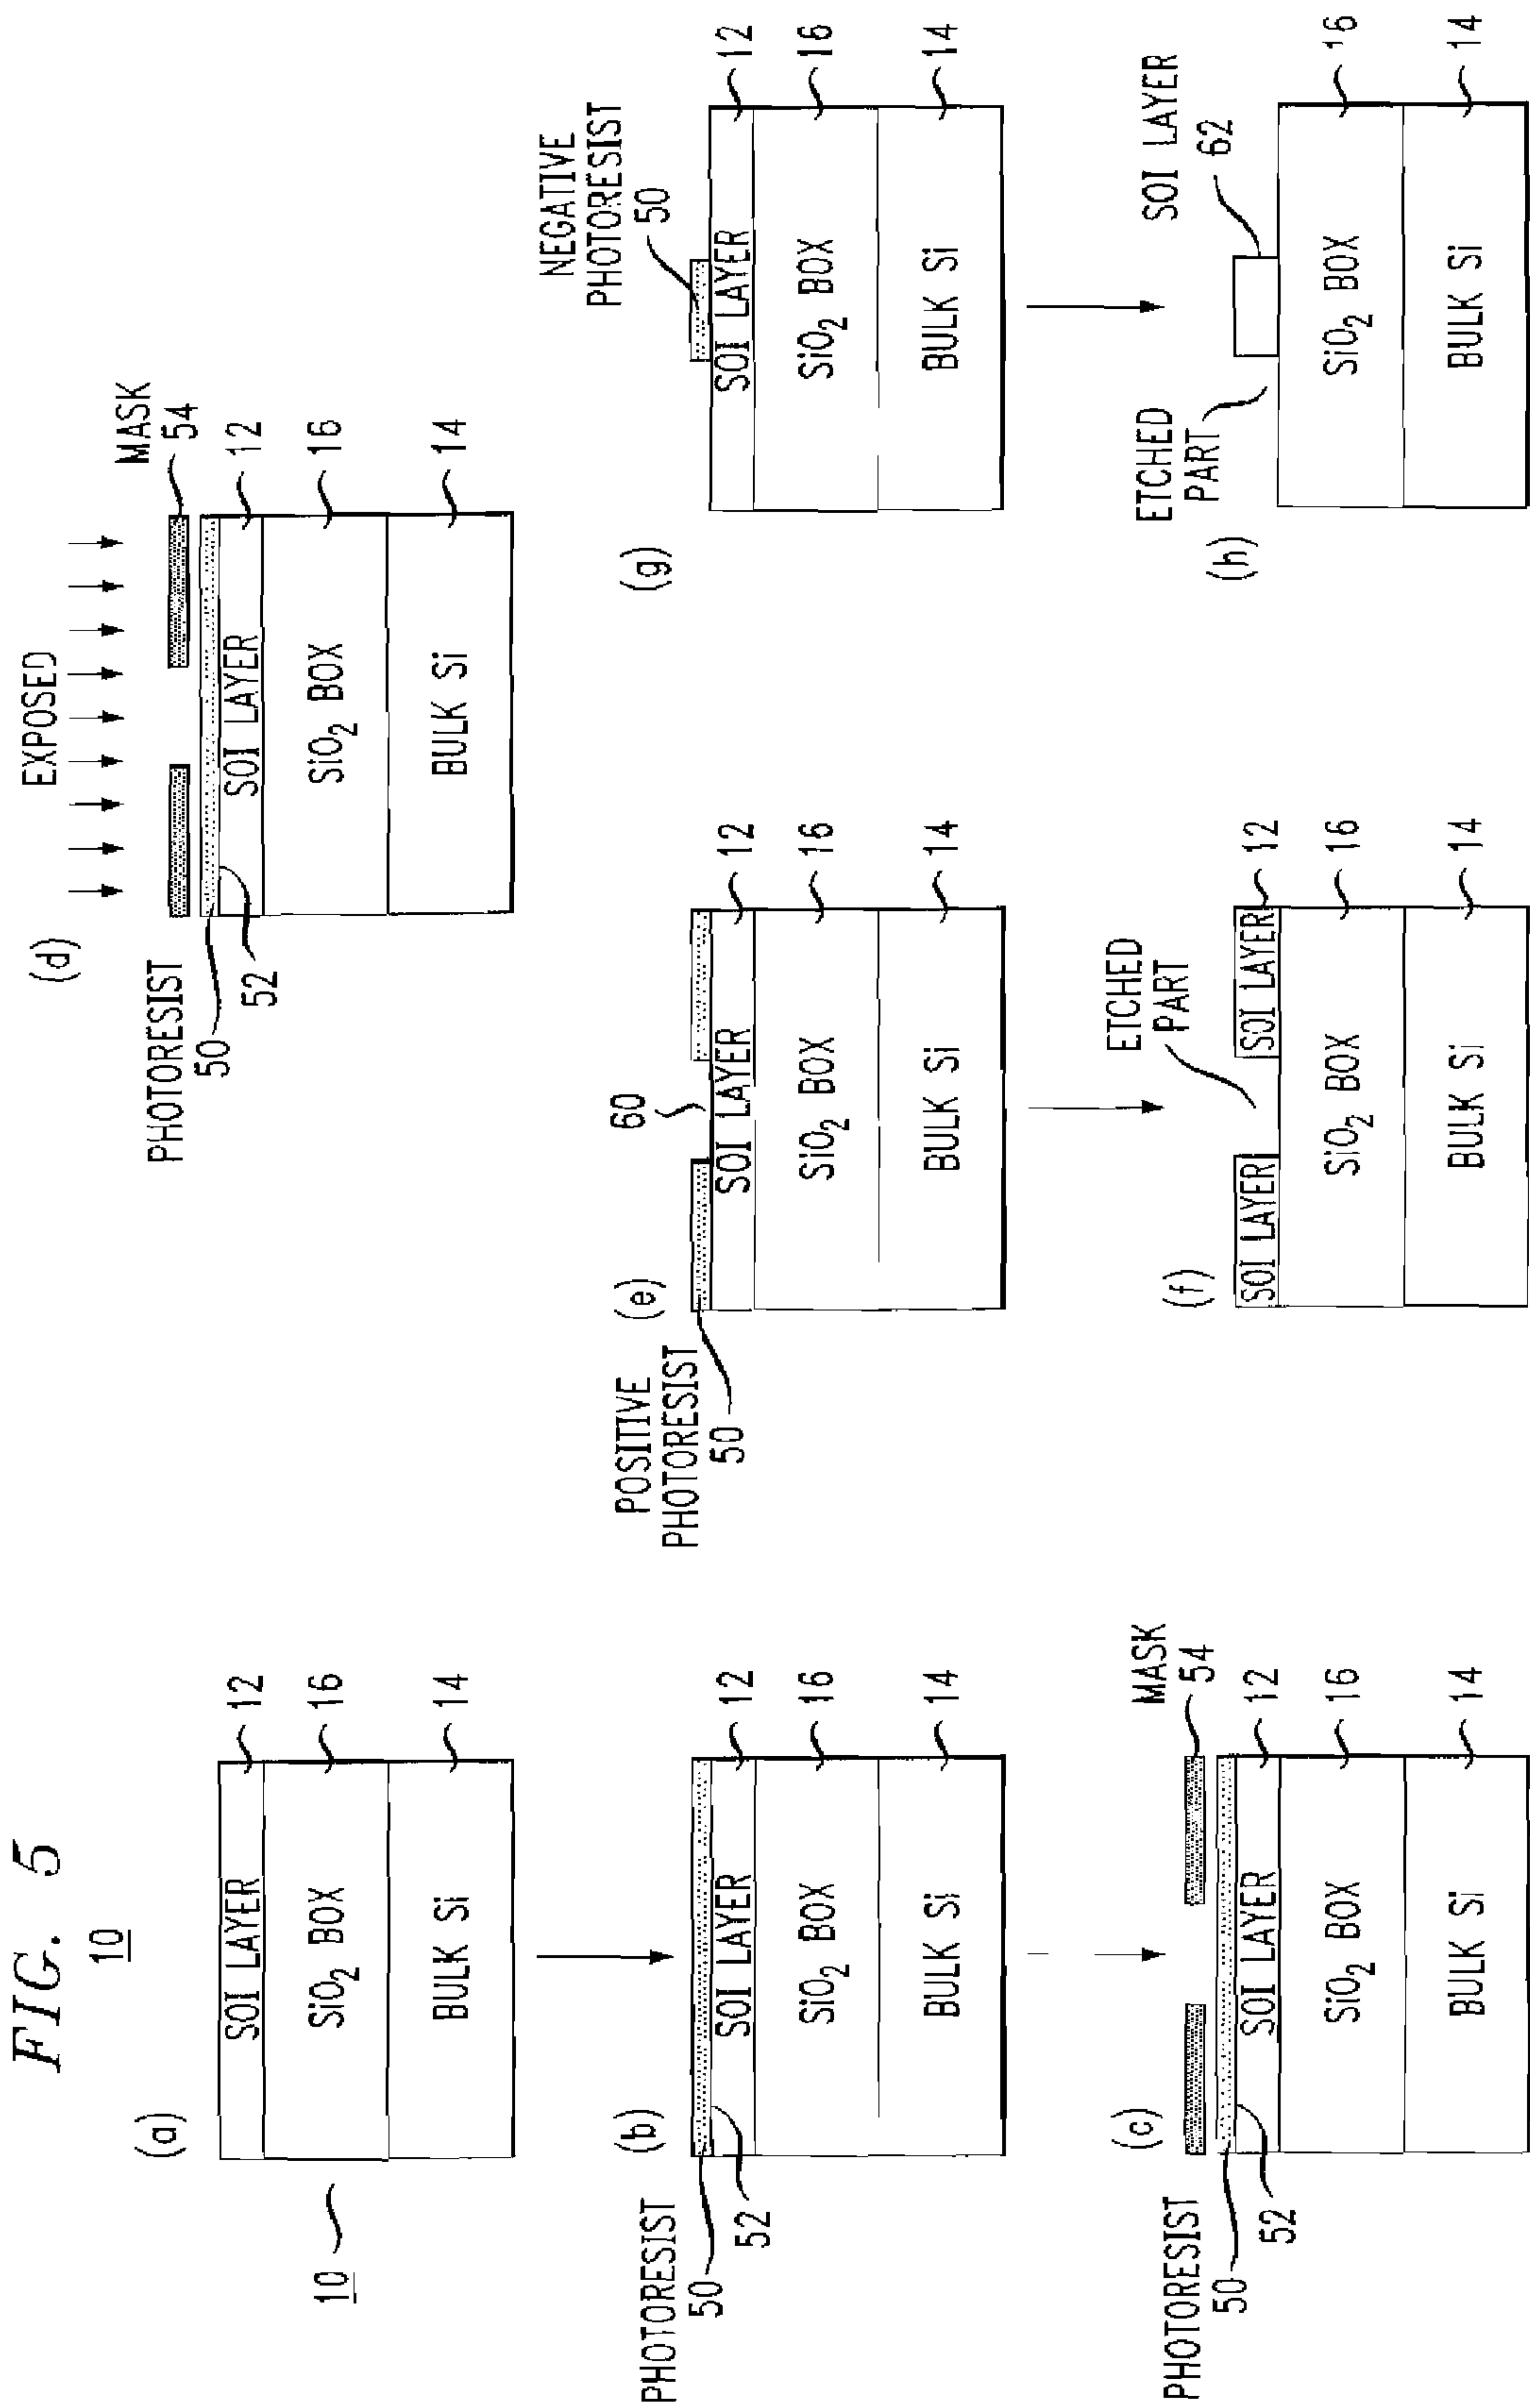 FIG. 5
10
(a)
SOI LAYER
SiO2 BOX
BULK Si
12
16
14
10
(b)
PHOTORESIST
50
52
SOI LAYER
SiO2 BOX
BULK Si
12
16
14
(c)
MASK
54
PHOTORESIST
50
52
SOI LAYER
SiO2 BOX
BULK Si
12
16
14
(d)
EXPOSED
MASK
54
PHOTORESIST
50
52
SOI LAYER
SiO2 BOX
BULK Si
12
16
14
(e)
POSITIVE
PHOTORESIST
50
60
SOI LAYER
SiO2 BOX
BULK Si
12
16
14
(f)
ETCHED
PART
SOI LAYER
SOI LAYER
SiO2 BOX
BULK Si
12
16
14
(g)
NEGATIVE
PHOTORESIST
50
SOI LAYER
SiO2 BOX
BULK Si
12
16
14
(h)
ETCHED
PART
SOI LAYER
62
SiO2 BOX
BULK Si
16
14